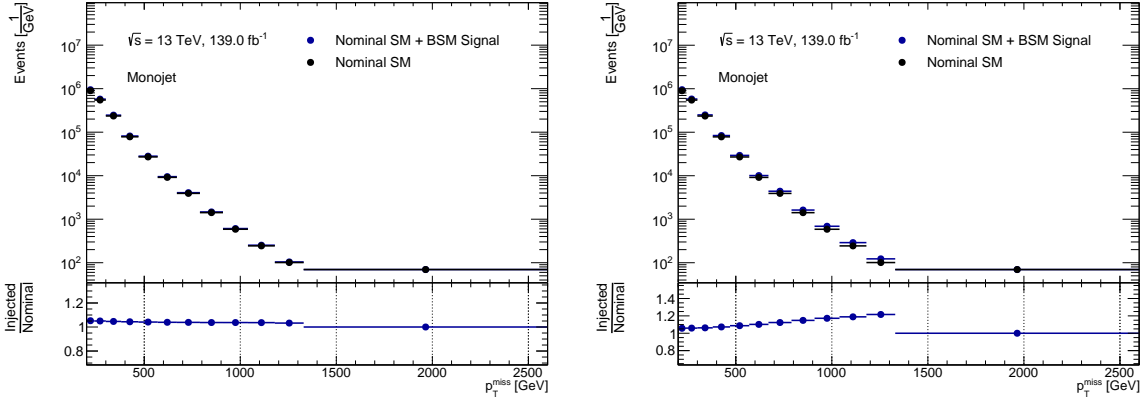 Events [1/GeV]
10⁷
10⁶
10⁵
10⁴
10³
10²
√s = 13 TeV, 139.0 fb⁻¹
Monojet
Nominal SM + BSM Signal
Nominal SM
Injected
Nominal
1.2
1
0.8
500 1000 1500 2000 2500
p_T^miss [GeV]
Events [1/GeV]
10⁷
10⁶
10⁵
10⁴
10³
10²
√s = 13 TeV, 139.0 fb⁻¹
Monojet
Nominal SM + BSM Signal
Nominal SM
Injected
Nominal
1.4
1.2
1
0.8
500 1000 1500 2000 2500
p_T^miss [GeV]